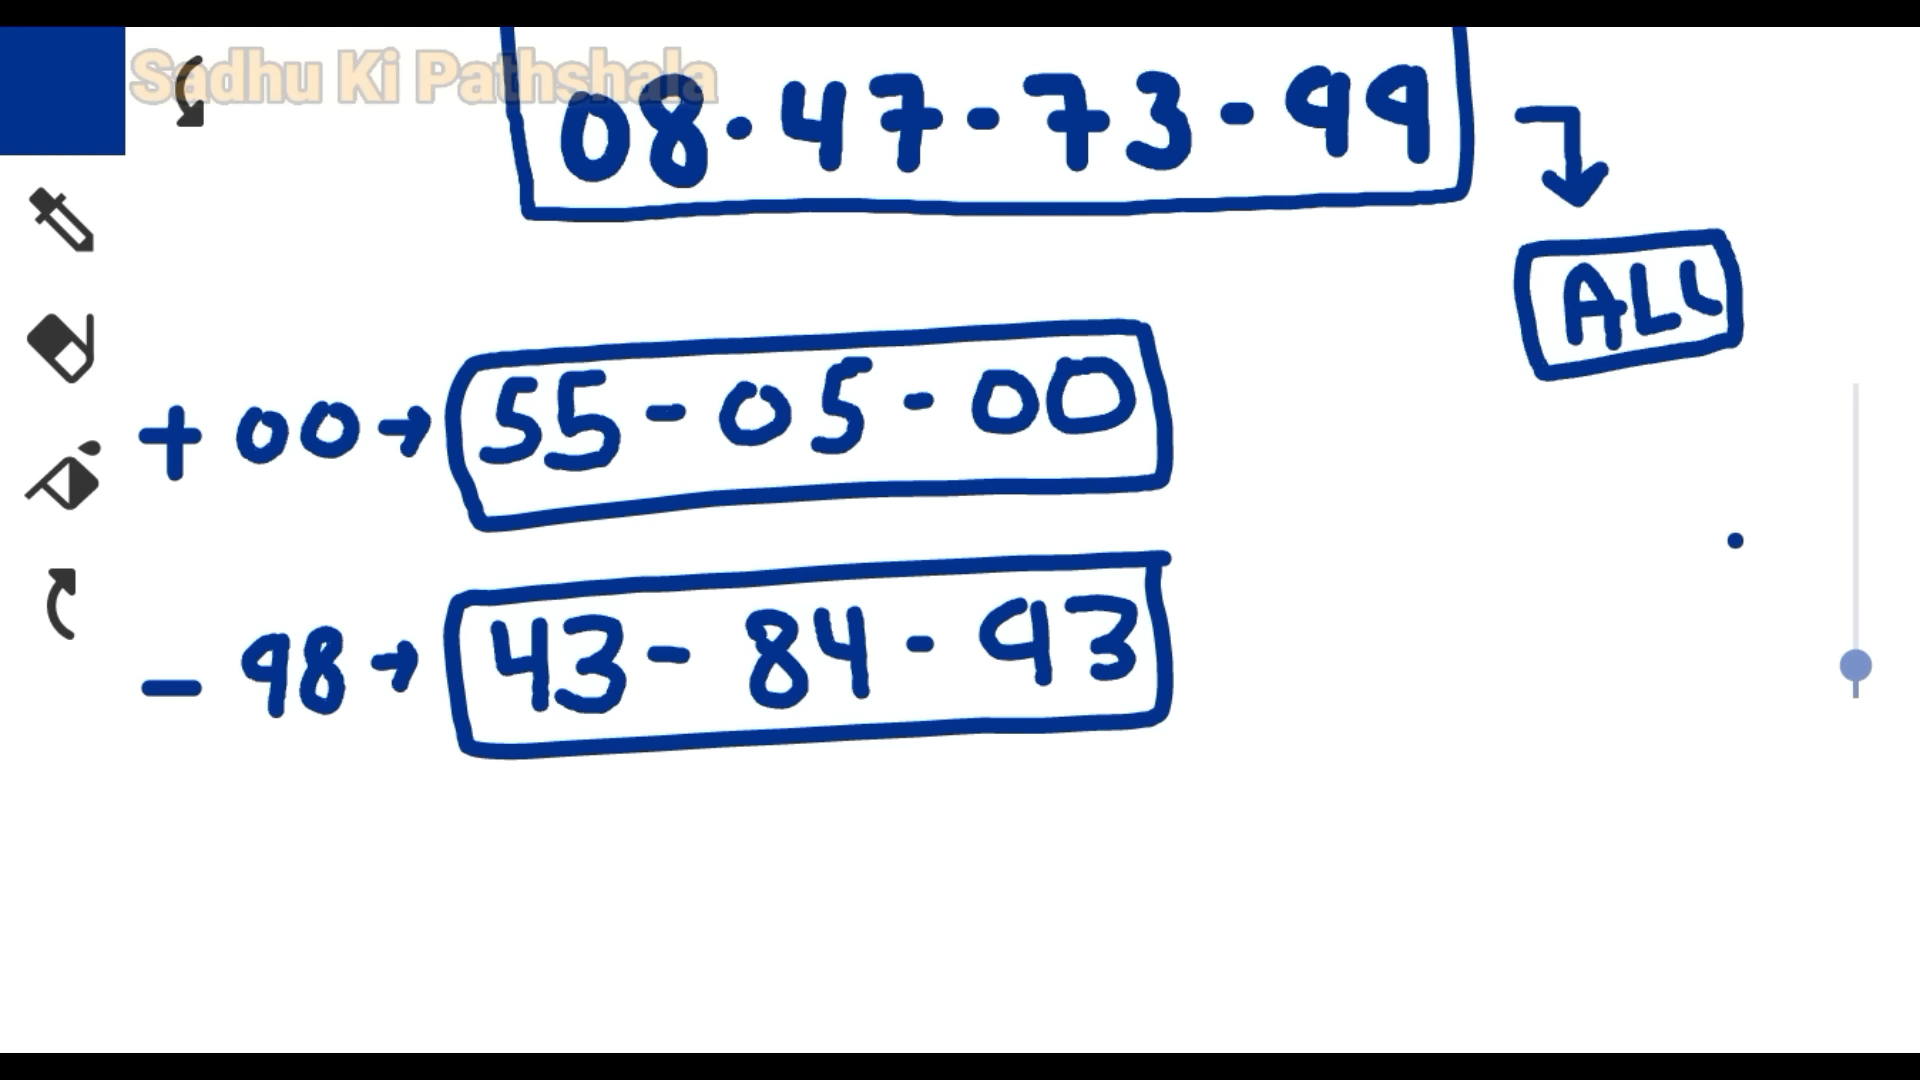 Sadhu Ki Pathshala
08.47-73-99
ALL
+ 00→ 55-05-00
- 98→ 43-84-93